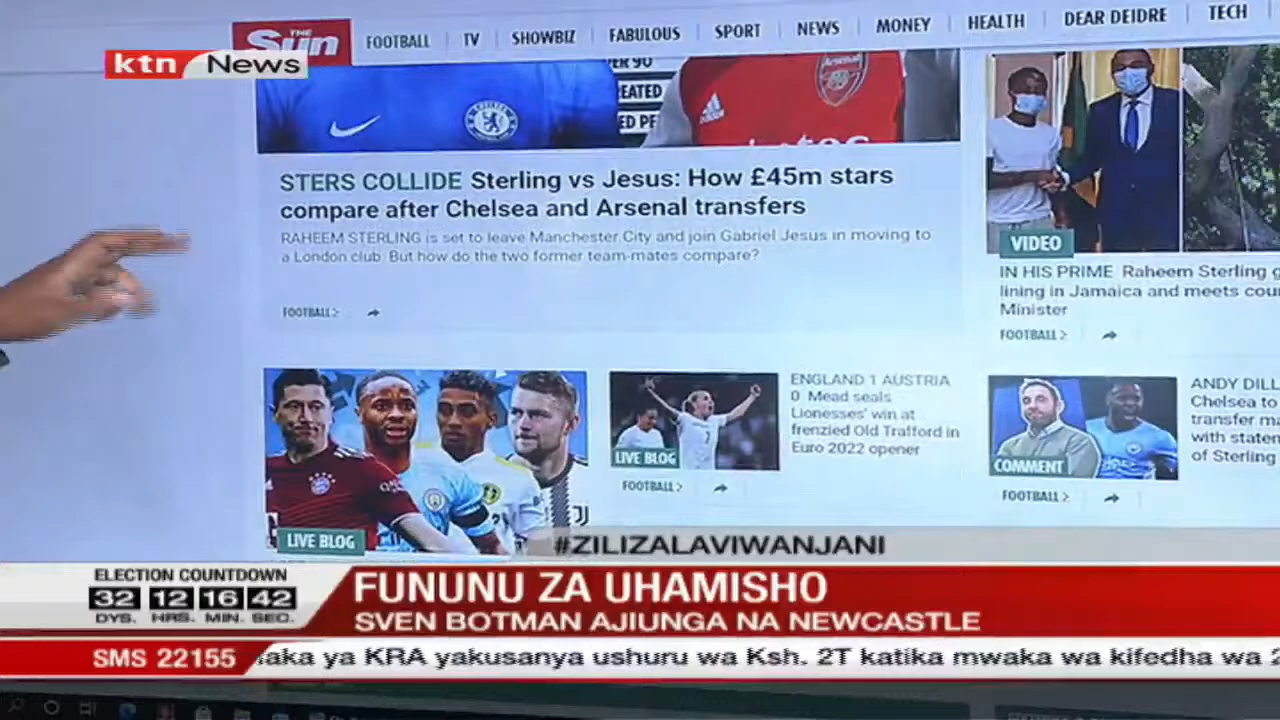 THE
Sun
FOOTBALL TV SHOWBIZ FABULOUS SPORT NEWS MONEY HEALTH DEAR DEIDRE TECH
ktn News
Arsenal
STERS COLLIDE Sterling vs Jesus: How £45m stars
compare after Chelsea and Arsenal transfers
RAHEEM STERLING is set to leave Manchester City and join Gabriel Jesus in moving to
a London club. But how do the two former team-mates compare?
FOOTBALL
VIDEO
IN HIS PRIME Raheem Sterling
lining in Jamaica and meets
Minister
FOOTBALL
LIVE BLOG
LIVE BLOG
ENGLAND 1 AUSTRIA
0 Mead seals
Lionesses' win at
frenzied Old Trafford in
Euro 2022 opener
FOOTBALL
COMMENT
ANDY
Chelsea to
transfer
with
of Sterling
FOOTBALL
#ZILIZALAVIWANJANI
ELECTION COUNTDOWN
32 12 16 42
DYS. HRS. MIN. SEC.
FUNUNU ZA UHAMISHO
SVEN BOTMAN AJIUNGA NA NEWCASTLE
SMS 22155
ya KRA yakusanya ushuru wa Ksh. 2T katika mwaka wa kifedha wa